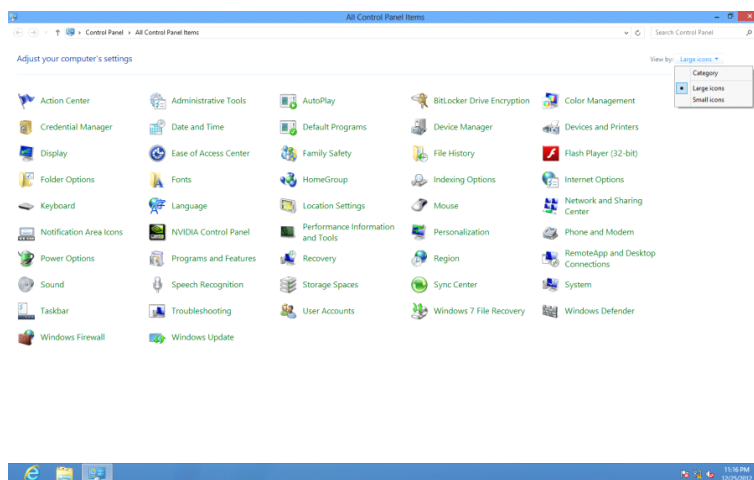 All Control Panel Items
Control Panel › All Control Panel Items
Search Control Panel
Adjust your computer's settings
View by: Large icons
Category
Large icons
Small icons
Action Center
Administrative Tools
AutoPlay
BitLocker Drive Encryption
Color Management
Credential Manager
Date and Time
Default Programs
Device Manager
Devices and Printers
Display
Ease of Access Center
Family Safety
File History
Flash Player (32-bit)
Folder Options
Fonts
HomeGroup
Indexing Options
Internet Options
Keyboard
Language
Location Settings
Mouse
Network and Sharing
Center
Notification Area Icons
NVIDIA Control Panel
Performance Information
and Tools
Personalization
Phone and Modem
Power Options
Programs and Features
Recovery
Region
RemoteApp and Desktop
Connections
Sound
Speech Recognition
Storage Spaces
Sync Center
System
Taskbar
Troubleshooting
User Accounts
Windows 7 File Recovery
Windows Defender
Windows Firewall
Windows Update
11:16 PM
12/25/2012